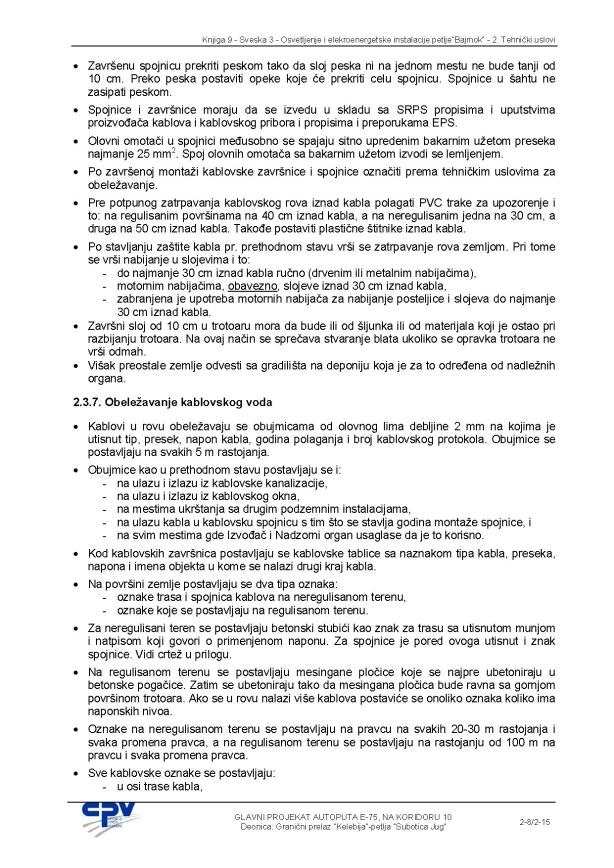 Knjiga 9 - Sveska 3 - Osvetljenje i elekroenergetske instalacije petlje"Bajmok" - 2. Tehnički uslovi
• Završenu spojnicu prekriti peskom tako da sloj peska ni na jednom mestu ne bude tanji od
10 cm. Preko peska postaviti opeke koje će prekriti celu spojnicu. Spojnice u šahtu ne
zasipati peskom.
• Spojnice i završnice moraju da se izvedu u skladu sa SRPS propisima i uputstvima
proizvođača kablova i kablovskog pribora i propisima i preporukama EPS.
• Olovni omotači u spojnici međusobno se spajaju sitno upredenim bakarnim užetom preseka
najmanje 25 mm². Spoj olovnih omotača sa bakarnim užetom izvodi se lemljenjem.
• Po završenoj montaži kablovske završnice i spojnice označiti prema tehničkim uslovima za
obeležavanje.
• Pre potpunog zatrpavanja kablovskog rova iznad kabla polagati PVC trake za upozorenje i
to: na regulisanim površinama na 40 cm iznad kabla, a na neregulisanim jedna na 30 cm, a
druga na 50 cm iznad kabla. Takođe postaviti plastične štitnike iznad kabla.
• Po stavljanju zaštite kabla pr. prethodnom stavu vrši se zatrpavanje rova zemljom. Pri tome
se vrši nabijanje u slojevima i to:
- do najmanje 30 cm iznad kabla ručno (drvenim ili metalnim nabijačima),
- motornim nabijačima, obavezno, slojeve iznad 30 cm iznad kabla,
- zabranjena je upotreba motornih nabijača za nabijanje posteljice i slojeva do najmanje
30 cm iznad kabla.
• Završni sloj od 10 cm u trotoaru mora da bude ili od šljunka ili od materijala koji je ostao pri
razbijanju trotoara. Na ovaj način se sprečava stvaranje blata ukoliko se opravka trotoara ne
vrši odmah.
• Višak preostale zemlje odvesti sa gradilišta na deponiju koja je za to određena od nadležnih
organa.
2.3.7. Obeležavanje kablovskog voda
• Kablovi u rovu obeležavaju se obujmicama od olovnog lima debljine 2 mm na kojima je
utisnut tip, presek, napon kabla, godina polaganja i broj kablovskog protokola. Obujmice se
postavljaju na svakih 5 m rastojanja.
• Obujmice kao u prethodnom stavu postavljaju se i:
- na ulazu i izlazu iz kablovske kanalizacije,
- na ulazu i izlazu iz kablovskog okna,
- na mestima ukrštanja sa drugim podzemnim instalacijama,
- na ulazu kabla u kablovsku spojnicu s tim što se stavlja godina montaže spojnice, i
- na svim mestima gde Izvođač i Nadzorni organ usaglase da je to korisno.
• Kod kablovskih završnica postavljaju se kablovske tablice sa naznakom tipa kabla, preseka,
napona i imena objekta u kome se nalazi drugi kraj kabla.
• Na površini zemlje postavljaju se dva tipa oznaka:
- oznake trasa i spojnica kablova na neregulisanom terenu,
- oznake koje se postavljaju na regulisanom terenu.
• Za neregulisani teren se postavljaju betonski stubići kao znak za trasu sa utisnutom munjom
i natpisom koji govori o primenjenom naponu. Za spojnice je pored ovoga utisnut i znak
spojnice. Vidi crtež u prilogu.
• Na regulisanom terenu se postavljaju mesingane pločice koje se najpre ubetoniraju u
betonske pogačice. Zatim se ubetoniraju tako da mesingana pločica bude ravna sa gornjom
površinom trotoara. Ako se u rovu nalazi više kablova postaviće se onoliko oznaka koliko ima
naponskih nivoa.
• Oznake na neregulisanom terenu se postavljaju na pravcu na svakih 20-30 m rastojanja i
svaka promena pravca, a na regulisanom terenu se postavljaju na rastojanju od 100 m na
pravcu i svaka promena pravca.
• Sve kablovske oznake se postavljaju:
- u osi trase kabla,
CPV
GLAVNI PROJEKAT AUTOPUTA E-75, NA KORIDORU 10
Deonica: Granični prelaz "Kelebija"-petlja "Subotica Jug"
2-8/2-15